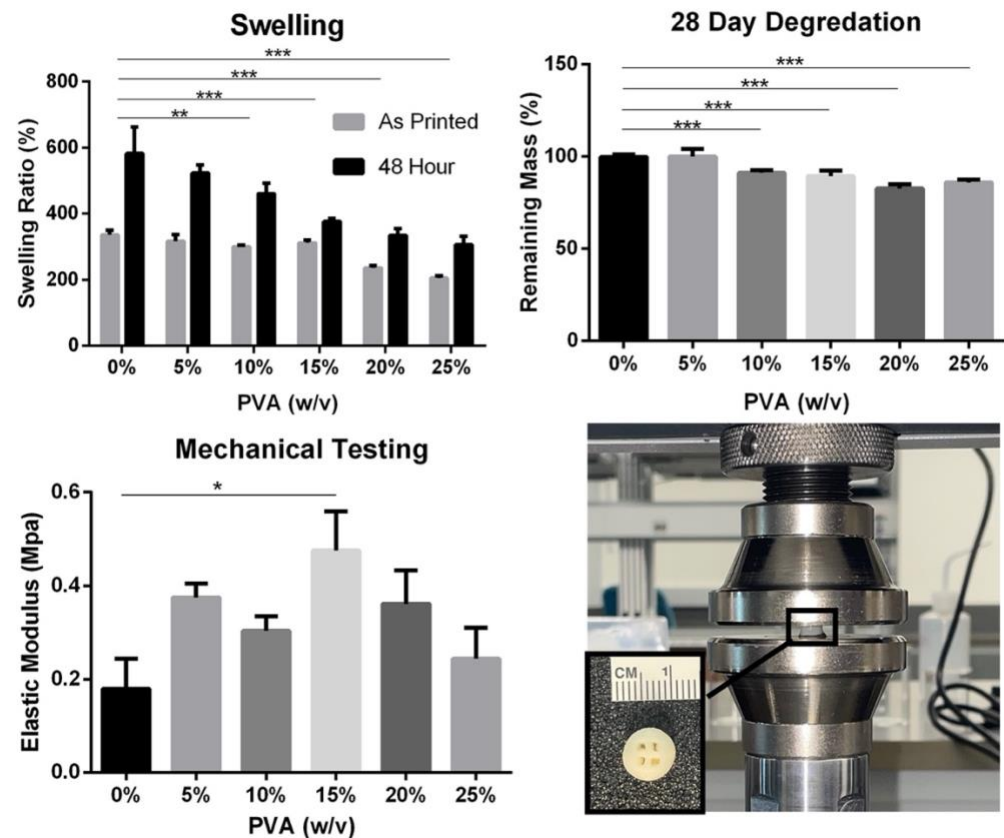 Swelling
***
***
***
**
800
600
400
200
0
Swelling Ratio (%)
As Printed
48 Hour
0% 5% 10% 15% 20% 25%
PVA (w/v)
28 Day Degredation
***
***
***
***
150
100
50
0
Remaining Mass (%)
0% 5% 10% 15% 20% 25%
PVA (w/v)
Mechanical Testing
*
0.6
0.4
0.2
0.0
Elastic Modulus (Mpa)
0% 5% 10% 15% 20% 25%
PVA (w/v)
CM 1